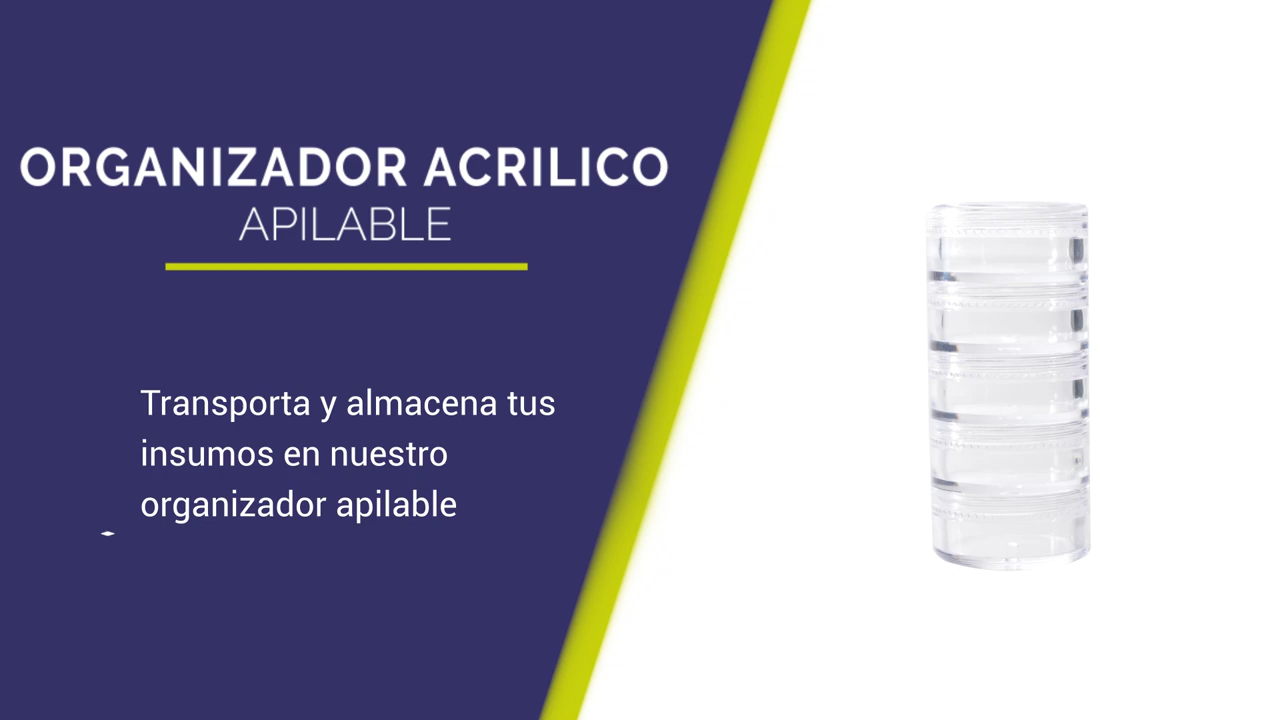 ORGANIZADOR ACRILICO
APILABLE
Transporta y almacena tus
insumos en nuestro
organizador apilable